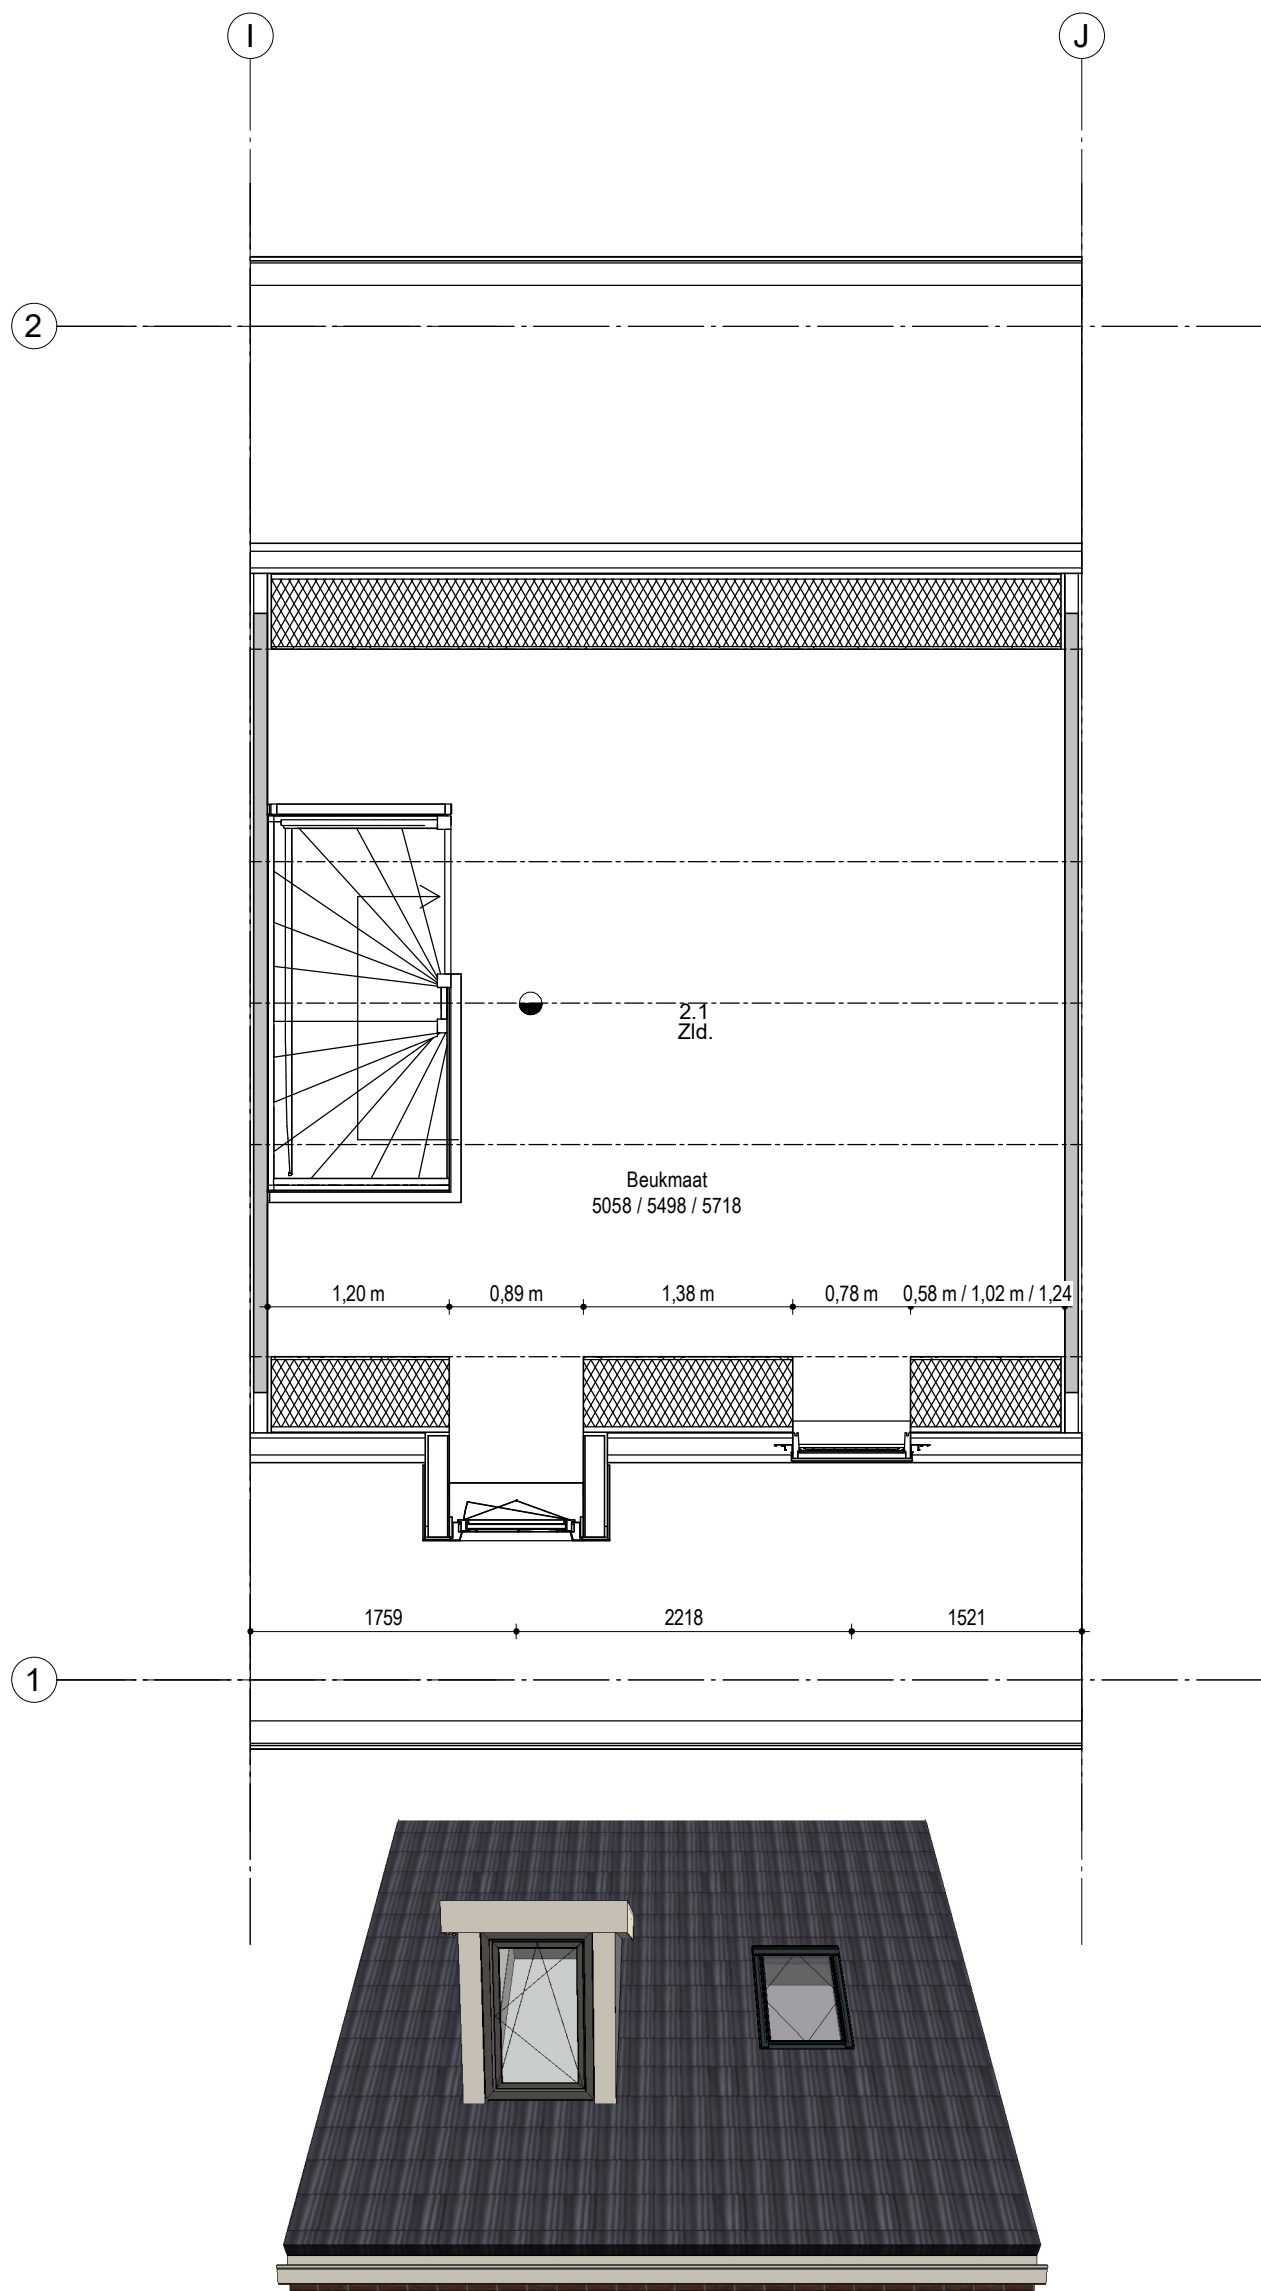 I
J
2
2.1
Zld.
Beukmaat
5058 / 5498 / 5718
1,20 m
0,89 m
1,38 m
0,78 m
0,58 m / 1,02 m / 1,24
1759
2218
1521
1